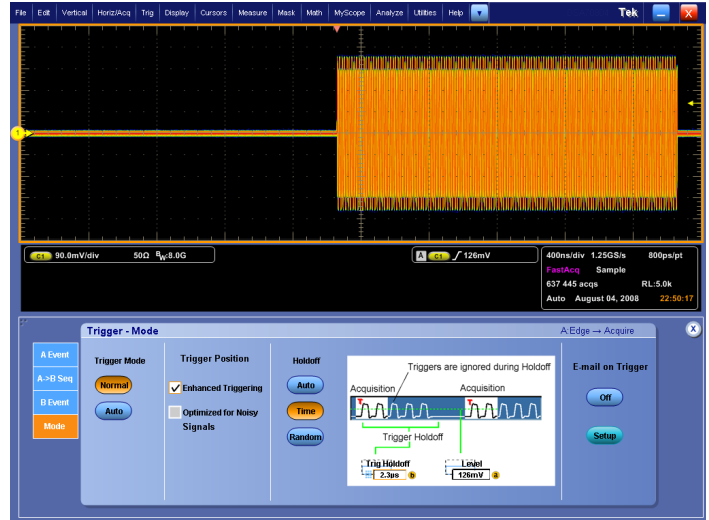 File Edit Vertical Horiz/Acq Trig Display Cursors Measure Mask Math MyScope Analyze Utilities Help Tek X
1
C1 90.0mV/div 50Ω BW:8.0G
A C1 126mV
400ns/div 1.25GS/s 800ps/pt
FastAcq Sample
637 445 acqs RL:5.0k
Auto August 04, 2008 22:50:17
Trigger - Mode A:Edge → Acquire X
A Event
A->B Seq
B Event
Mode
Trigger Mode
Normal
Auto
Trigger Position
Enhanced Triggering
Optimized for Noisy
Signals
Holdoff
Auto
Time
Random
Triggers are ignored during Holdoff
Acquisition Acquisition
T T
Trigger Holdoff
Trig Holdoff Level
2.3µs b 126mV a
E-mail on Trigger
Off
Setup